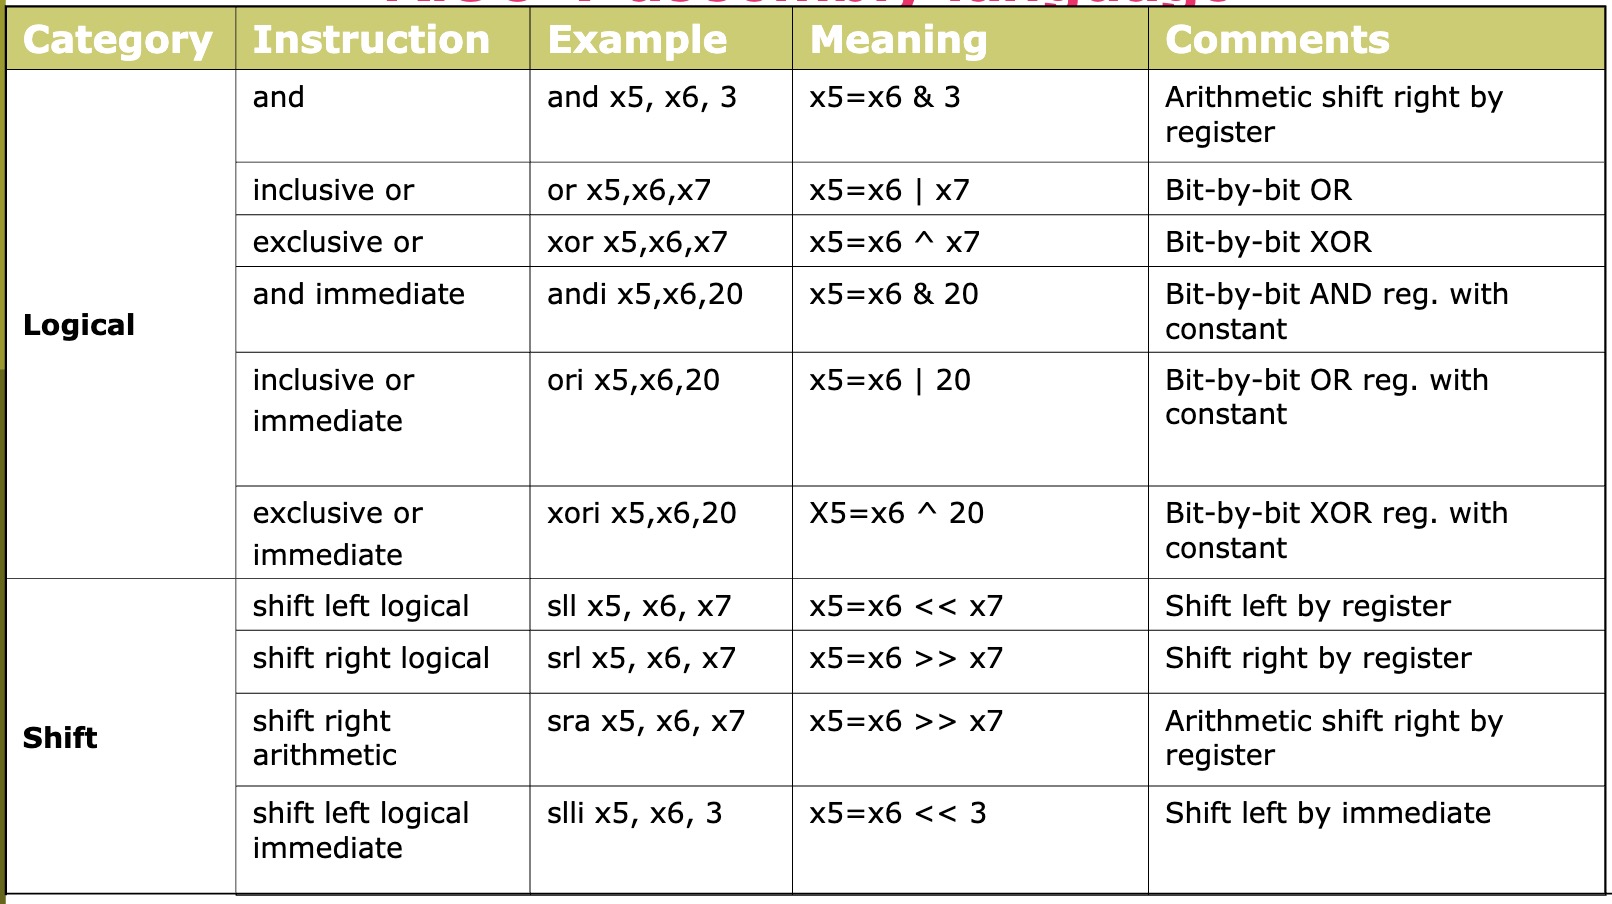 Category Instruction Example Meaning Comments
and and x5, x6, 3 x5=x6 & 3 Arithmetic shift right by
register
inclusive or or x5,x6,x7 x5=x6 | x7 Bit-by-bit OR
exclusive or xor x5,x6,x7 x5=x6 ^ x7 Bit-by-bit XOR
and immediate andi x5,x6,20 x5=x6 & 20 Bit-by-bit AND reg. with
constant
Logical
inclusive or ori x5,x6,20 x5=x6 | 20 Bit-by-bit OR reg. with
immediate constant
exclusive or xori x5,x6,20 X5=x6 ^ 20 Bit-by-bit XOR reg. with
immediate constant
shift left logical sll x5, x6, x7 x5=x6 << x7 Shift left by register
shift right logical srl x5, x6, x7 x5=x6 >> x7 Shift right by register
shift right sra x5, x6, x7 x5=x6 >> x7 Arithmetic shift right by
Shift
arithmetic register
shift left logical slli x5, x6, 3 x5=x6 << 3 Shift left by immediate
immediate